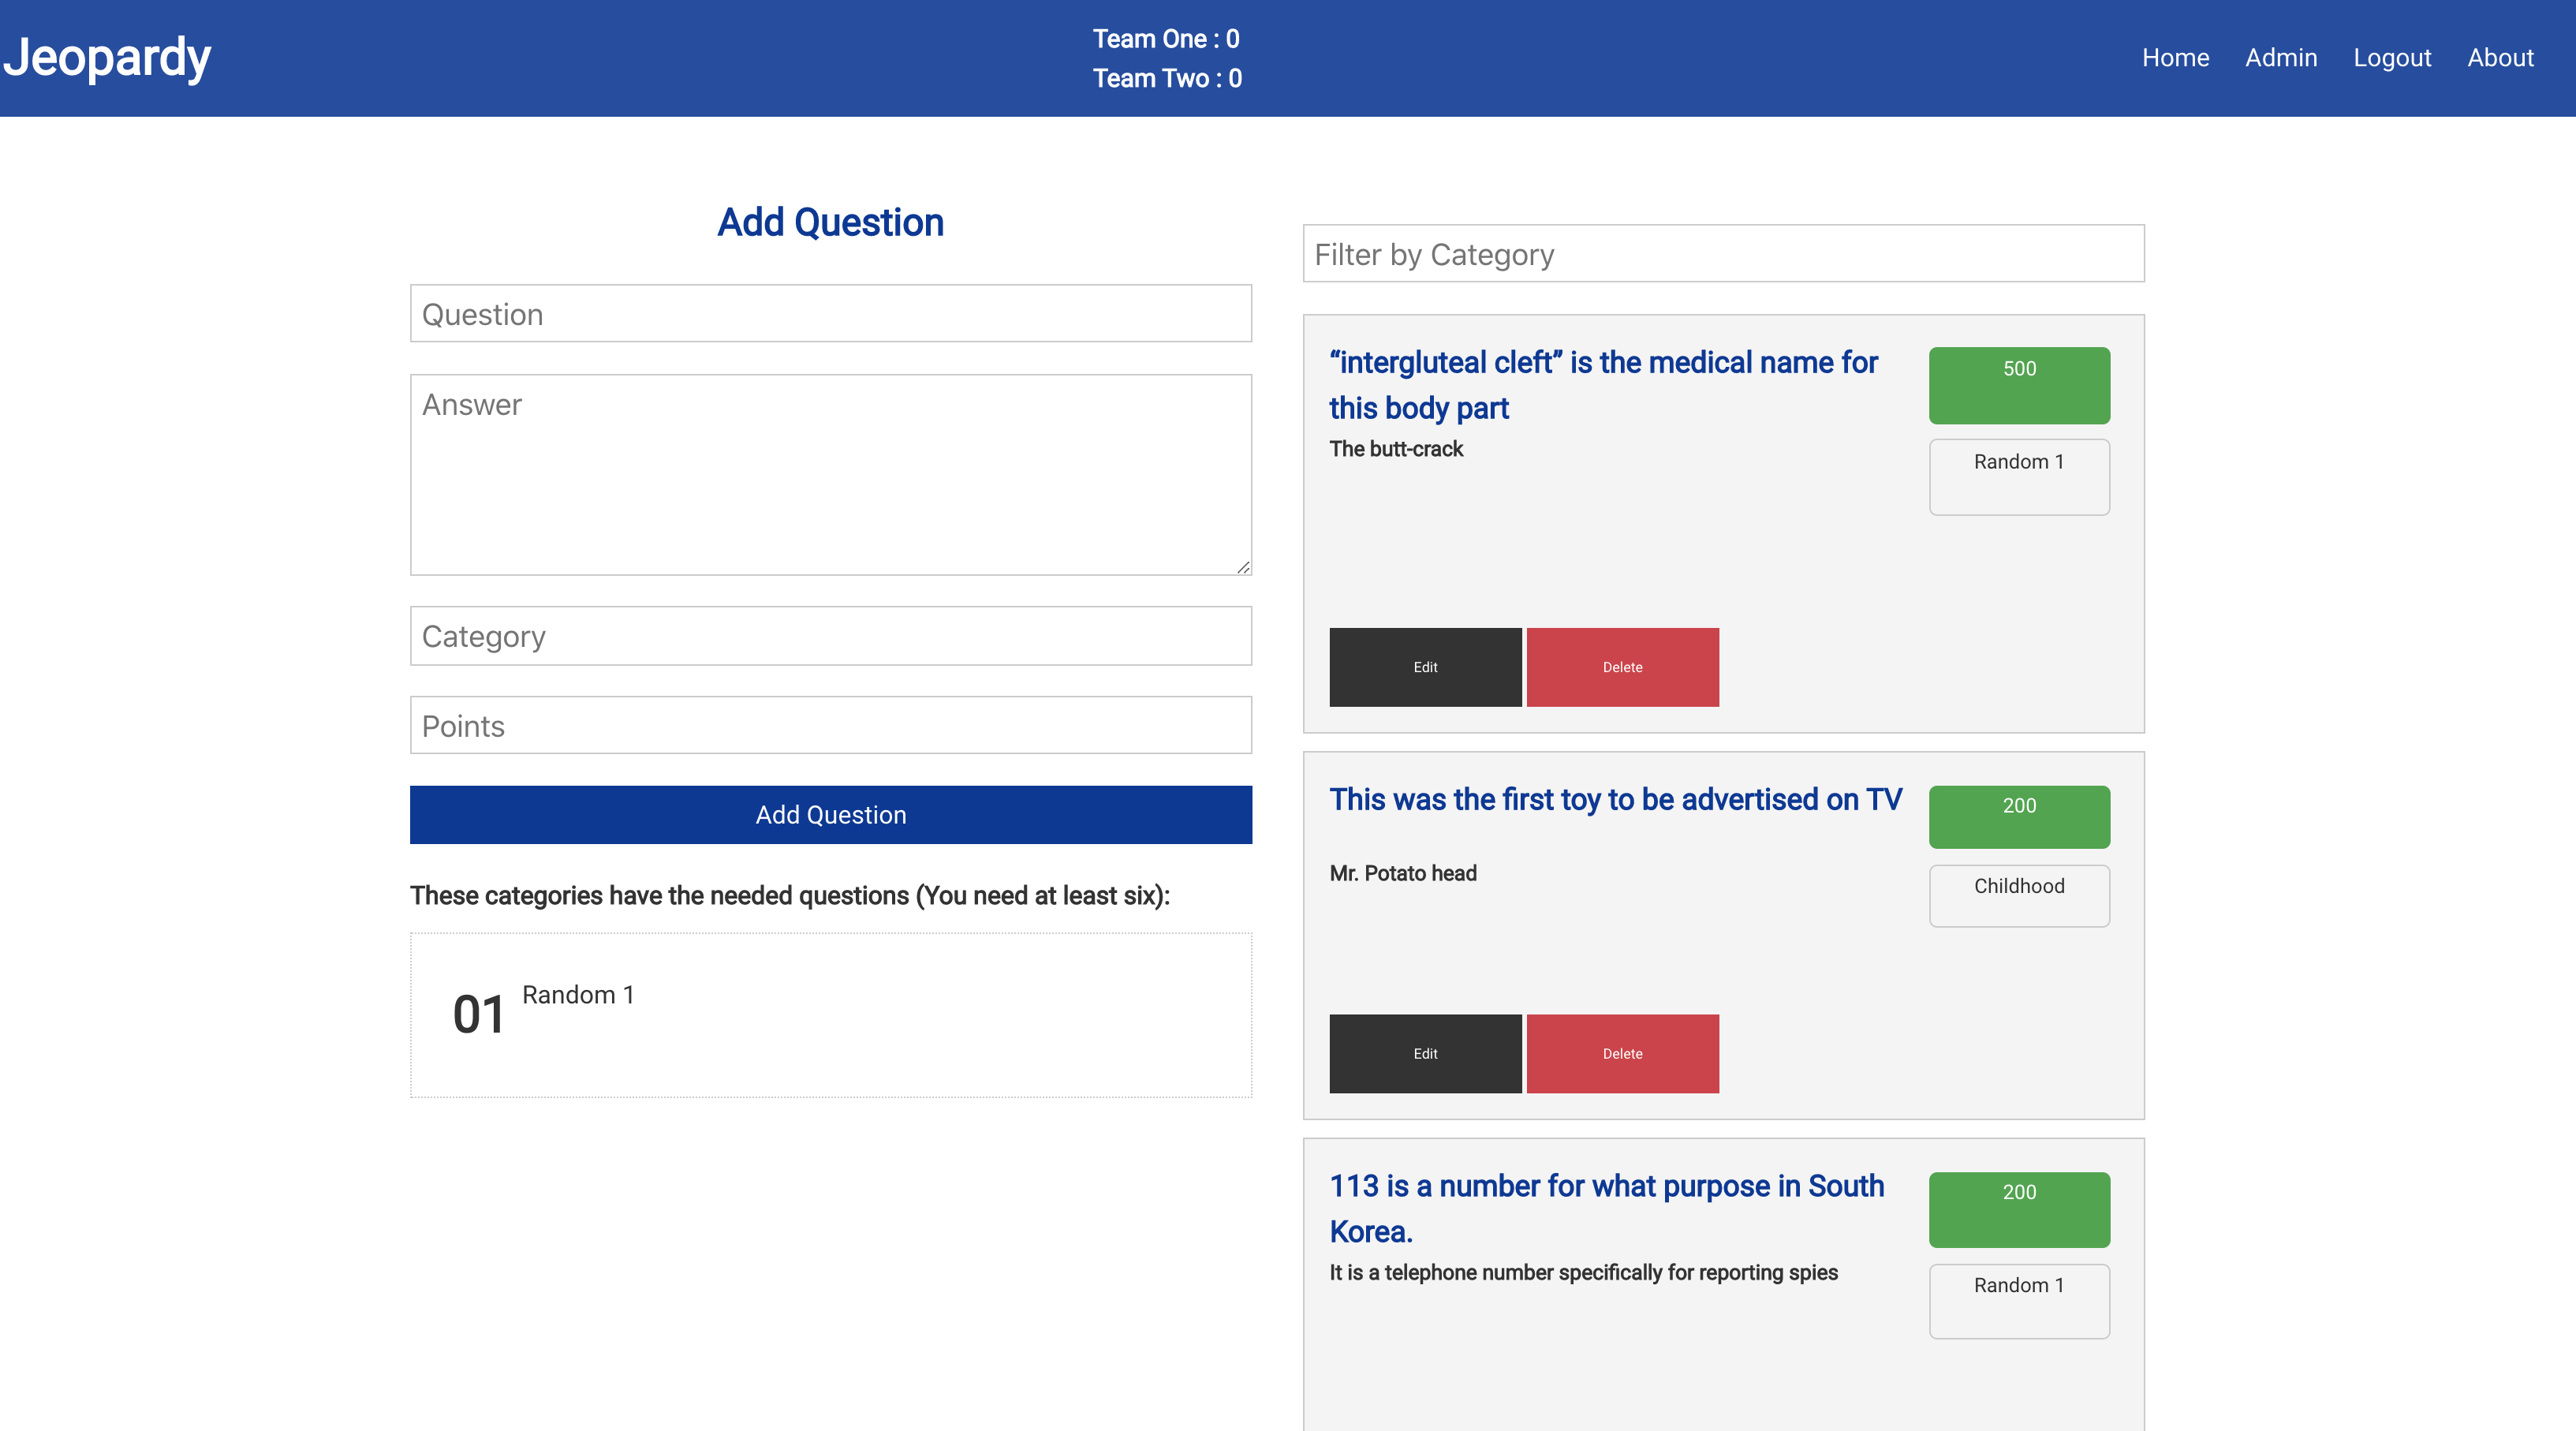 Jeopardy
Team One : 0
Team Two : 0
Home Admin Logout About
Add Question
Question
Answer
Category
Points
Add Question
These categories have the needed questions (You need at least six):
01 Random 1
Filter by Category
“intergluteal cleft” is the medical name for
this body part
The butt-crack
500
Random 1
Edit Delete
This was the first toy to be advertised on TV
Mr. Potato head
200
Childhood
Edit Delete
113 is a number for what purpose in South
Korea.
It is a telephone number specifically for reporting spies
200
Random 1